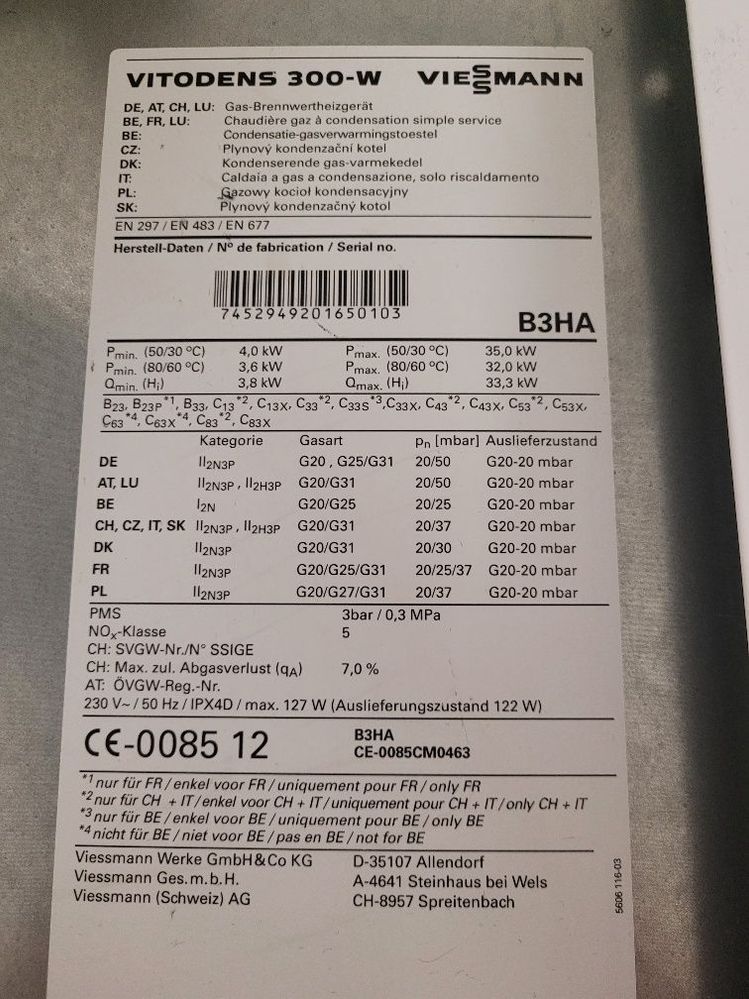 VITODENS 300-W VIESSMANN
DE, AT, CH, LU: Gas-Brennwertheizgerät
BE, FR, LU: Chaudière gaz à condensation simple service
BE: Condensatie-gasverwarmingstoestel
CZ: Plynový kondenzační kotel
DK: Kondenserende gas-varmekedel
IT: Caldaia a gas a condensazione, solo riscaldamento
PL: Gazowy kocioł kondensacyjny
SK: Plynový kondenzačný kotol
EN 297 / EN 483 / EN 677
Herstell-Daten / Nº de fabrication / Serial no.
7452949201650103
B3HA
Pmin. (50/30 ºC) 4,0 kW Pmax. (50/30 ºC) 35,0 kW
Pmin. (80/60 ºC) 3,6 kW Pmax. (80/60 ºC) 32,0 kW
Qmin. (Hi) 3,8 kW Qmax. (Hi) 33,3 kW
B23, B23P*1, B33, C13*2, C13X, C33*2, C33S*3,C33X, C43*2, C43X, C53*2, C53X,
C63*4, C63X*4, C83*2, C83X
Kategorie Gasart pn [mbar] Auslieferzustand
DE II2N3P G20 , G25/G31 20/50 G20-20 mbar
AT, LU II2N3P , II2H3P G20/G31 20/50 G20-20 mbar
BE I2N G20/G25 20/25 G20-20 mbar
CH, CZ, IT, SK II2N3P , II2H3P G20/G31 20/37 G20-20 mbar
DK II2N3P G20/G31 20/30 G20-20 mbar
FR II2N3P G20/G25/G31 20/25/37 G20-20 mbar
PL II2N3P G20/G27/G31 20/37 G20-20 mbar
PMS 3bar / 0,3 MPa
NOx-Klasse 5
CH: SVGW-Nr./N° SSIGE
CH: Max. zul. Abgasverlust (qA) 7,0 %
AT: ÖVGW-Reg.-Nr.
230 V~ / 50 Hz / IPX4D / max. 127 W (Auslieferungszustand 122 W)
CE-0085 12 B3HA
CE-0085CM0463
*1 nur für FR / enkel voor FR / uniquement pour FR / only FR
*2 nur für CH + IT / enkel voor CH + IT / uniquement pour CH + IT / only CH + IT
*3 nur für BE / enkel voor BE / uniquement pour BE / only BE
*4 nicht für BE / niet voor BE / pas en BE / not for BE
Viessmann Werke GmbH&Co KG D-35107 Allendorf
Viessmann Ges.m.b.H. A-4641 Steinhaus bei Wels
Viessmann (Schweiz) AG CH-8957 Spreitenbach
5606 116-03